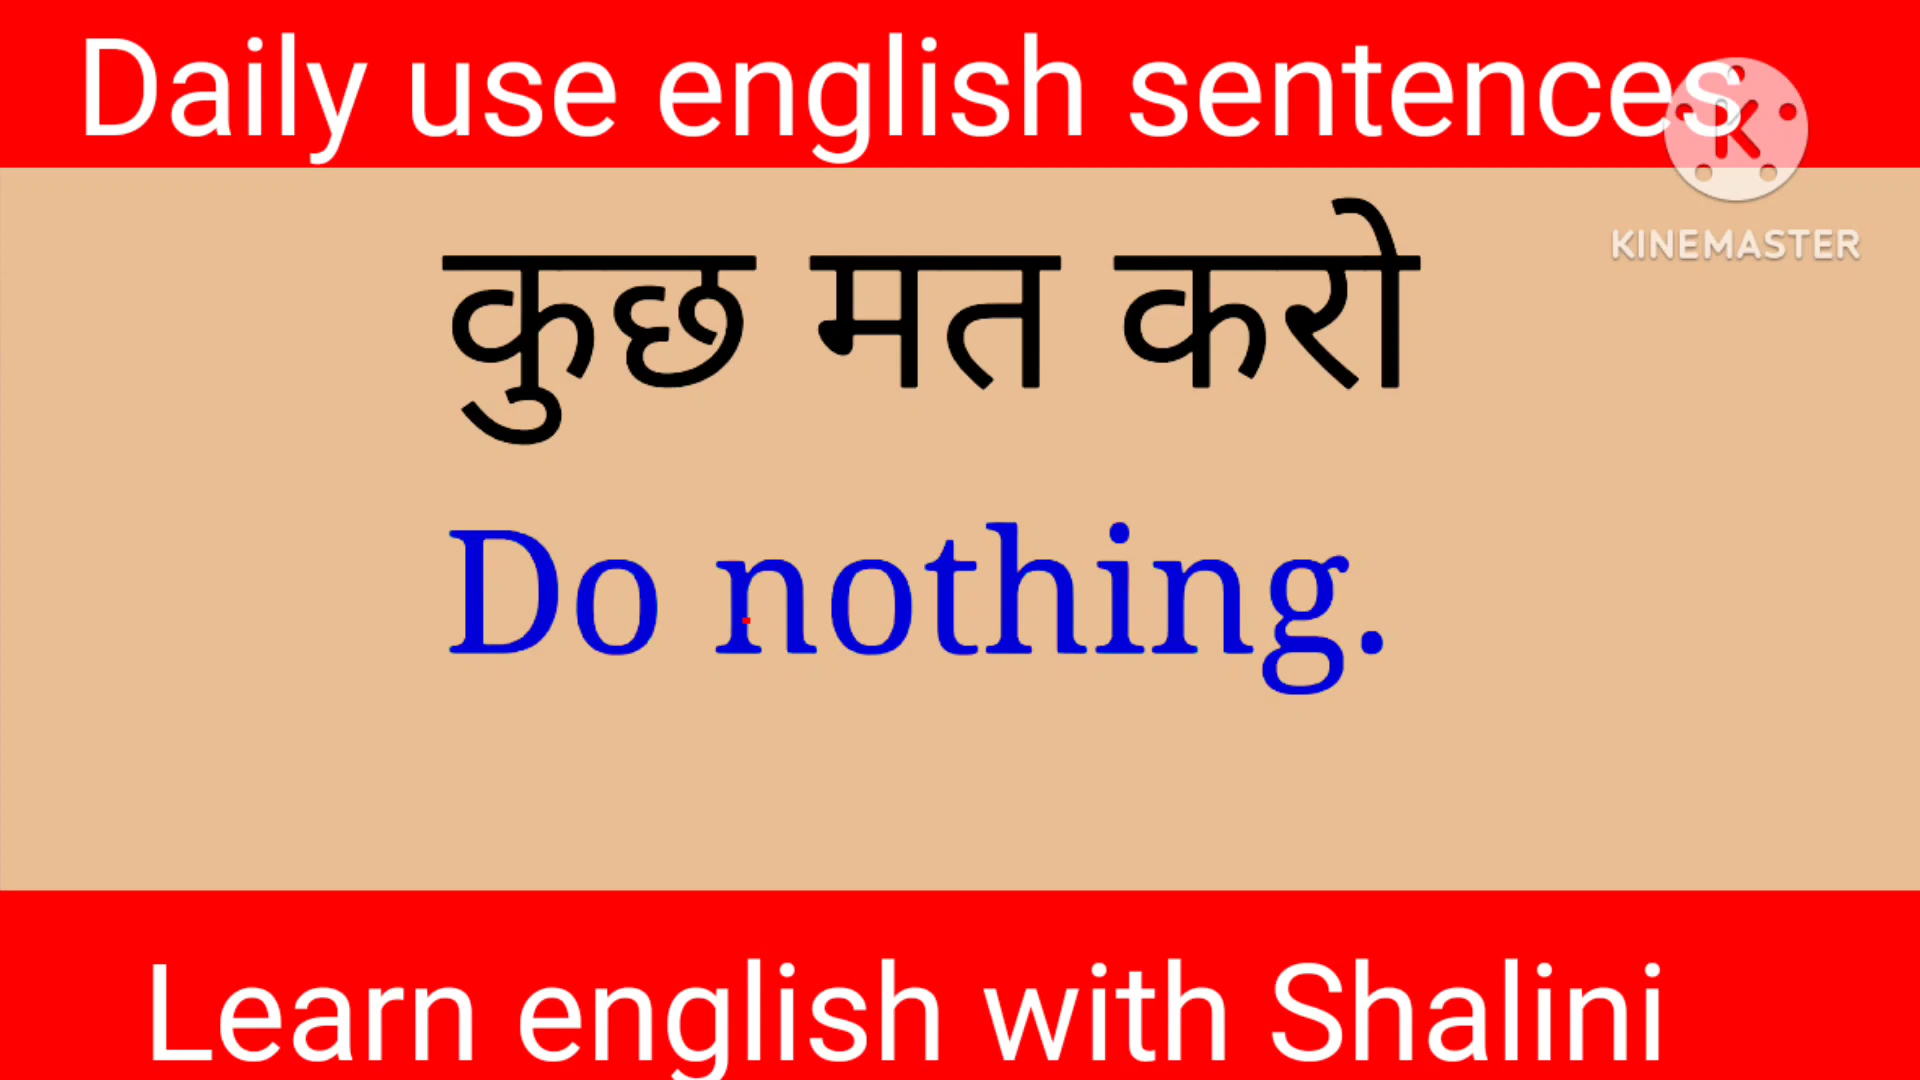 Daily use english sentences
K
KINEMASTER
कुछ मत करो
Do nothing.
Learn english with Shalini